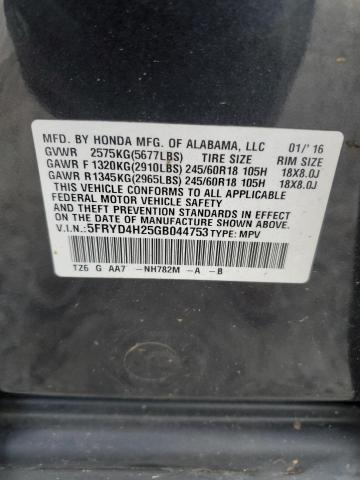 MFD. BY HONDA MFG. OF ALABAMA, LLC 01/'16
GVWR 2575KG(5677LBS) TIRE SIZE RIM SIZE
GAWR F 1320KG(2910LBS) 245/60R18 105H 18X8.0J
GAWR R 1345KG(2965LBS) 245/60R18 105H 18X8.0J
THIS VEHICLE CONFORMS TO ALL APPLICABLE
FEDERAL MOTOR VEHICLE SAFETY, BUMPER,
AND THEFT PREVENTION STANDARDS IN EFFECT
ON THE DATE OF MANUFACTURE SHOWN ABOVE.
V.I.N.: 5FRYD4H25GB044753 TYPE: MPV
TZ6 G AA7 -NH782M -A -B